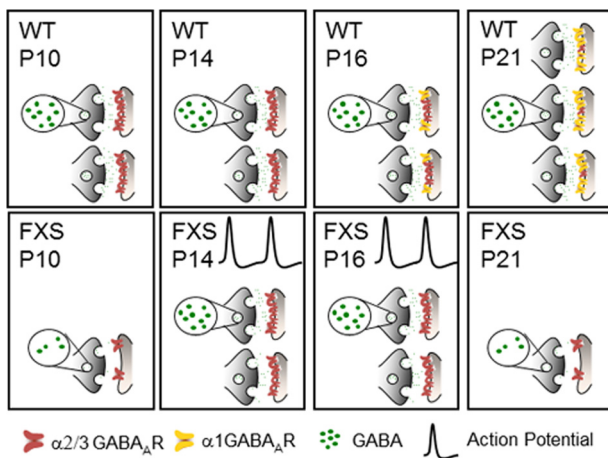 WT
P10
WT
P14
WT
P16
WT
P21
FXS
P10
FXS
P14
FXS
P16
FXS
P21
α2/3 GABAAR
α1GABAAR
GABA
Action Potential